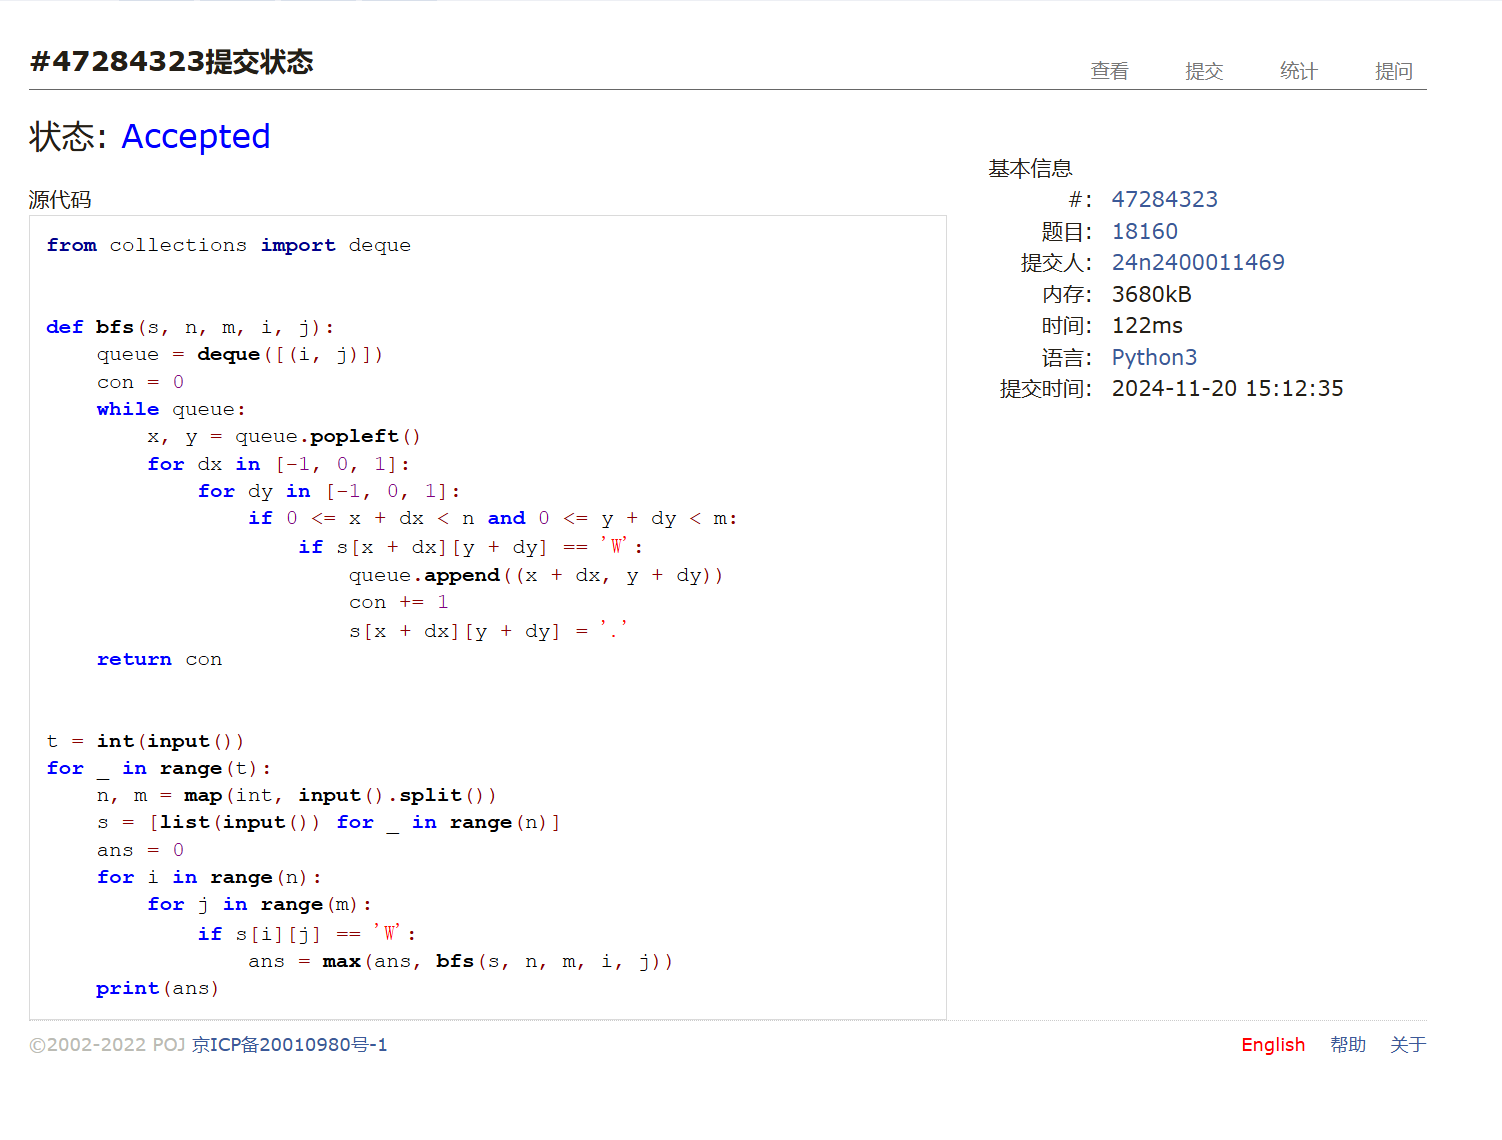 #47284323提交状态
查看 提交 统计 提问
状态: Accepted
源代码
from collections import deque
def bfs(s, n, m, i, j):
    queue = deque([(i, j)])
    con = 0
    while queue:
        x, y = queue.popleft()
        for dx in [-1, 0, 1]:
            for dy in [-1, 0, 1]:
                if 0 <= x + dx < n and 0 <= y + dy < m:
                    if s[x + dx][y + dy] == 'W':
                        queue.append((x + dx, y + dy))
                        con += 1
                        s[x + dx][y + dy] = '.'
    return con
t = int(input())
for _ in range(t):
    n, m = map(int, input().split())
    s = [list(input()) for _ in range(n)]
    ans = 0
    for i in range(n):
        for j in range(m):
            if s[i][j] == 'W':
                ans = max(ans, bfs(s, n, m, i, j))
    print(ans)
基本信息
#: 47284323
题目: 18160
提交人: 24n2400011469
内存: 3680kB
时间: 122ms
语言: Python3
提交时间: 2024-11-20 15:12:35
©2002-2022 POJ 京ICP备20010980号-1
English 帮助 关于